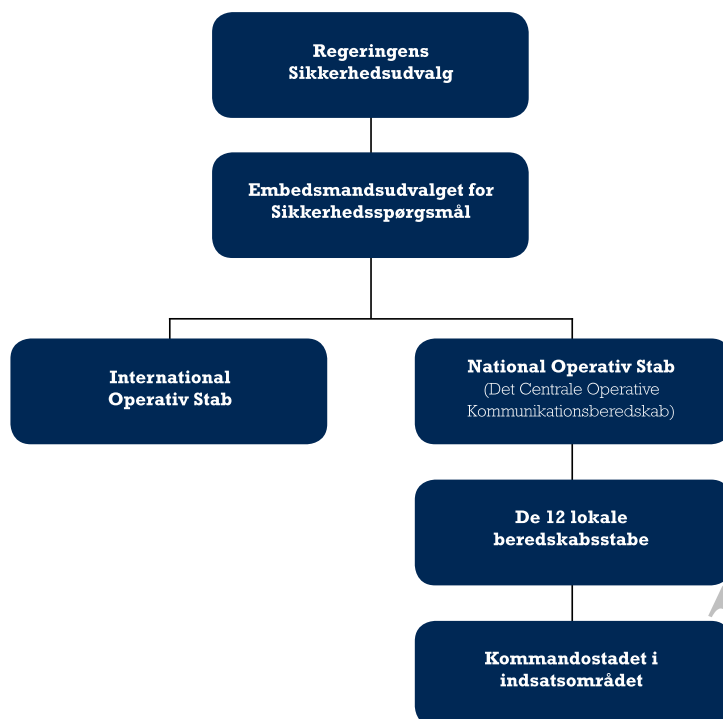 Regeringens
Sikkerhedsudvalg
Embedsmandsudvalget for
Sikkerhedsspørgsmål
International
Operativ Stab
National Operativ Stab
(Det Centrale Operative
Kommunikationsberedskab)
De 12 lokale
beredskabsstabe
Kommandostadet i
indsatsområdet